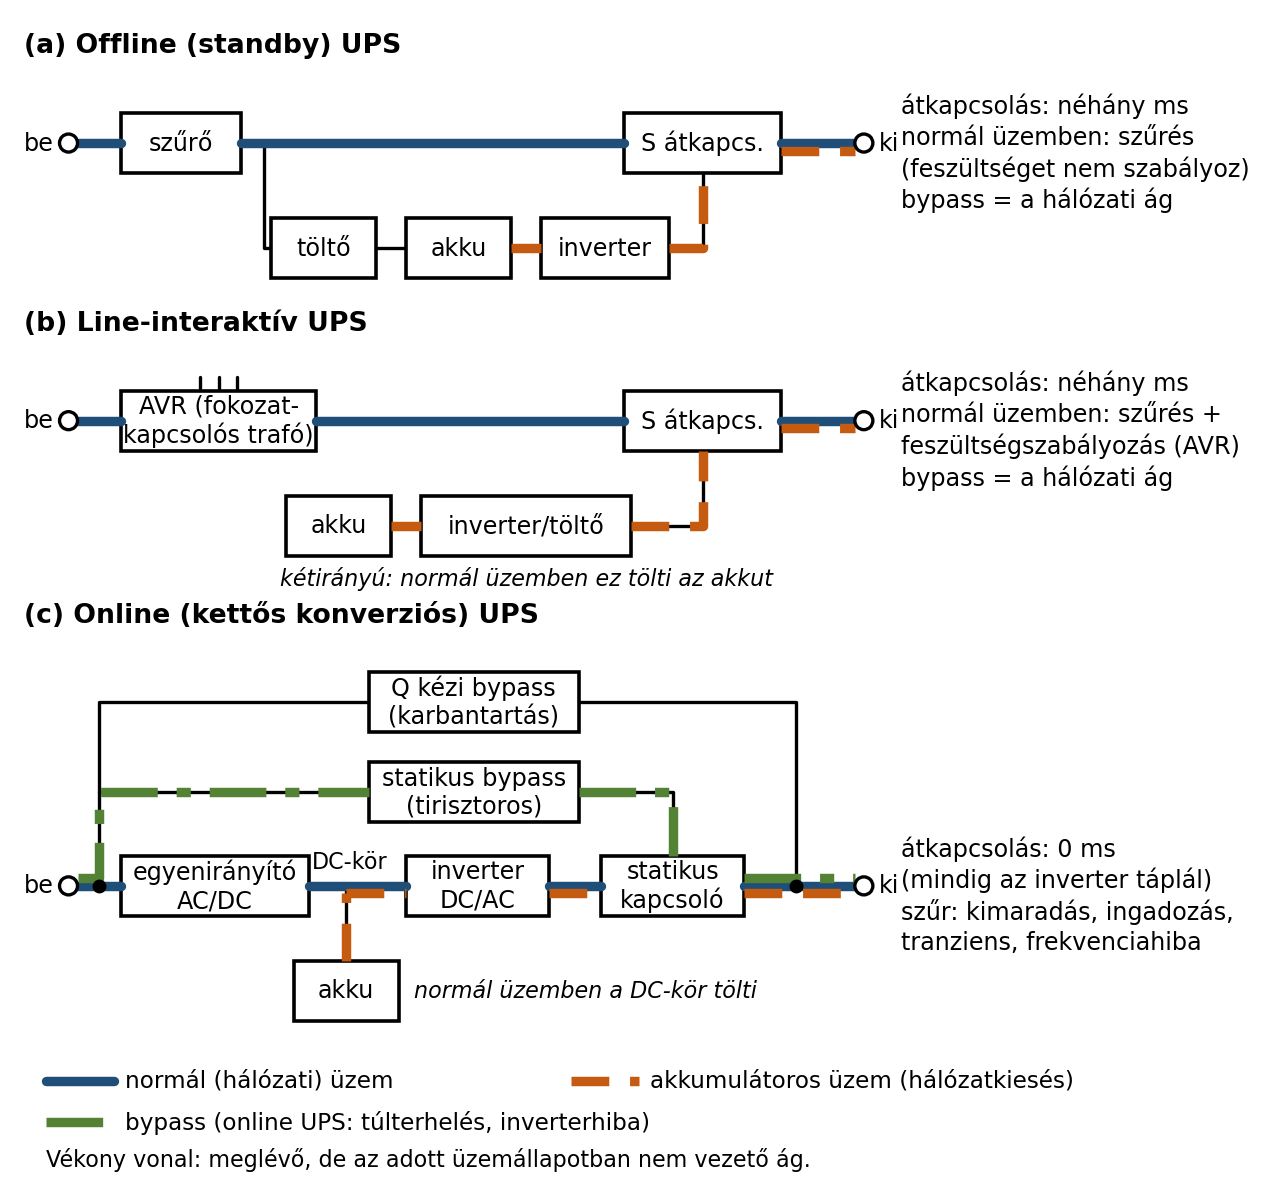 (a) Offline (standby) UPS
be
szűrő
S átkapcs.
ki
átkapcsolás: néhány ms
normál üzemben: szűrés
(feszültséget nem szabályoz)
bypass = a hálózati ág
töltő
akku
inverter
(b) Line-interaktív UPS
be
AVR (fokozat-
kapcsolós trafó)
S átkapcs.
ki
átkapcsolás: néhány ms
normál üzemben: szűrés +
feszültségszabályozás (AVR)
bypass = a hálózati ág
akku
inverter/töltő
kétirányú: normál üzemben ez tölti az akkut
(c) Online (kettős konverziós) UPS
Q kézi bypass
(karbantartás)
statikus bypass
(tirisztoros)
be
egyenirányító
AC/DC
DC-kör
inverter
DC/AC
statikus
kapcsoló
ki
átkapcsolás: 0 ms
(mindig az inverter táplál)
szűr: kimaradás, ingadozás,
tranziens, frekvenciahiba
akku
normál üzemben a DC-kör tölti
normál (hálózati) üzem
akkumulátoros üzem (hálózatkiesés)
bypass (online UPS: túlterhelés, inverterhiba)
Vékony vonal: meglévő, de az adott üzemállapotban nem vezető ág.